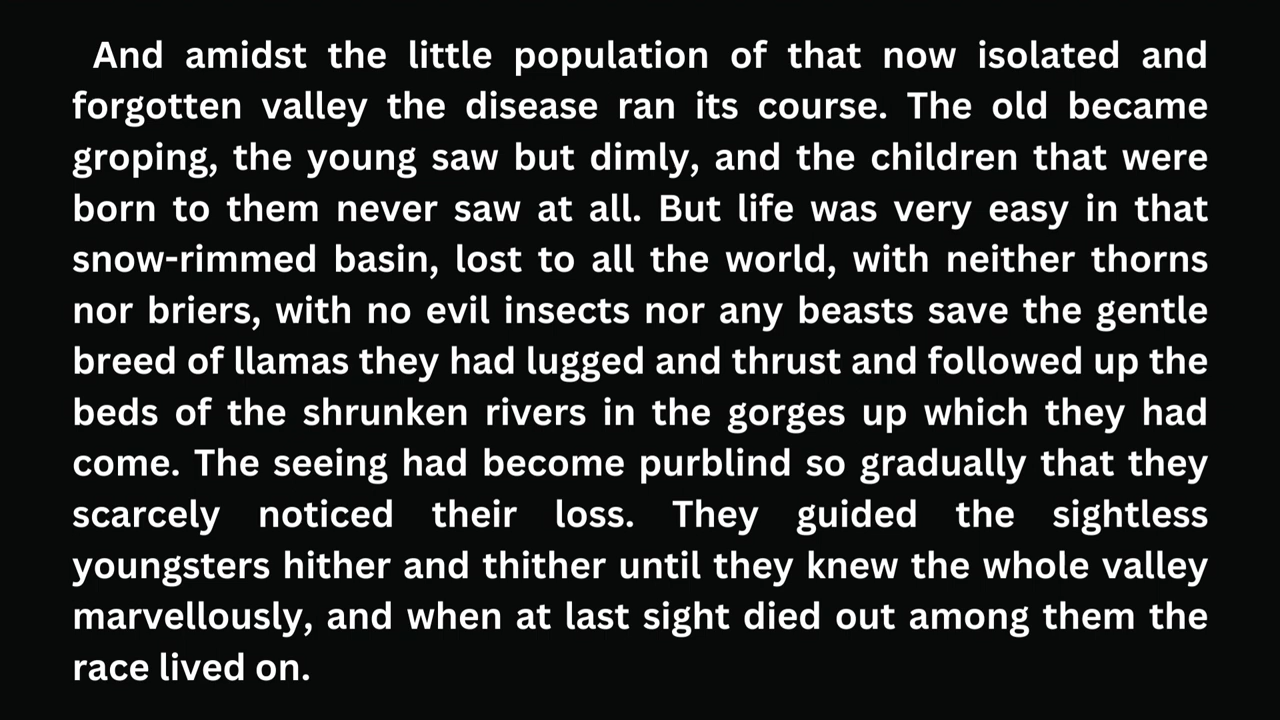 And amidst the little population of that now isolated and
forgotten valley the disease ran its course. The old became
groping, the young saw but dimly, and the children that were
born to them never saw at all. But life was very easy in that
snow-rimmed basin, lost to all the world, with neither thorns
nor briers, with no evil insects nor any beasts save the gentle
breed of llamas they had lugged and thrust and followed up the
beds of the shrunken rivers in the gorges up which they had
come. The seeing had become purblind so gradually that they
scarcely noticed their loss. They guided the sightless
youngsters hither and thither until they knew the whole valley
marvellously, and when at last sight died out among them the
race lived on.